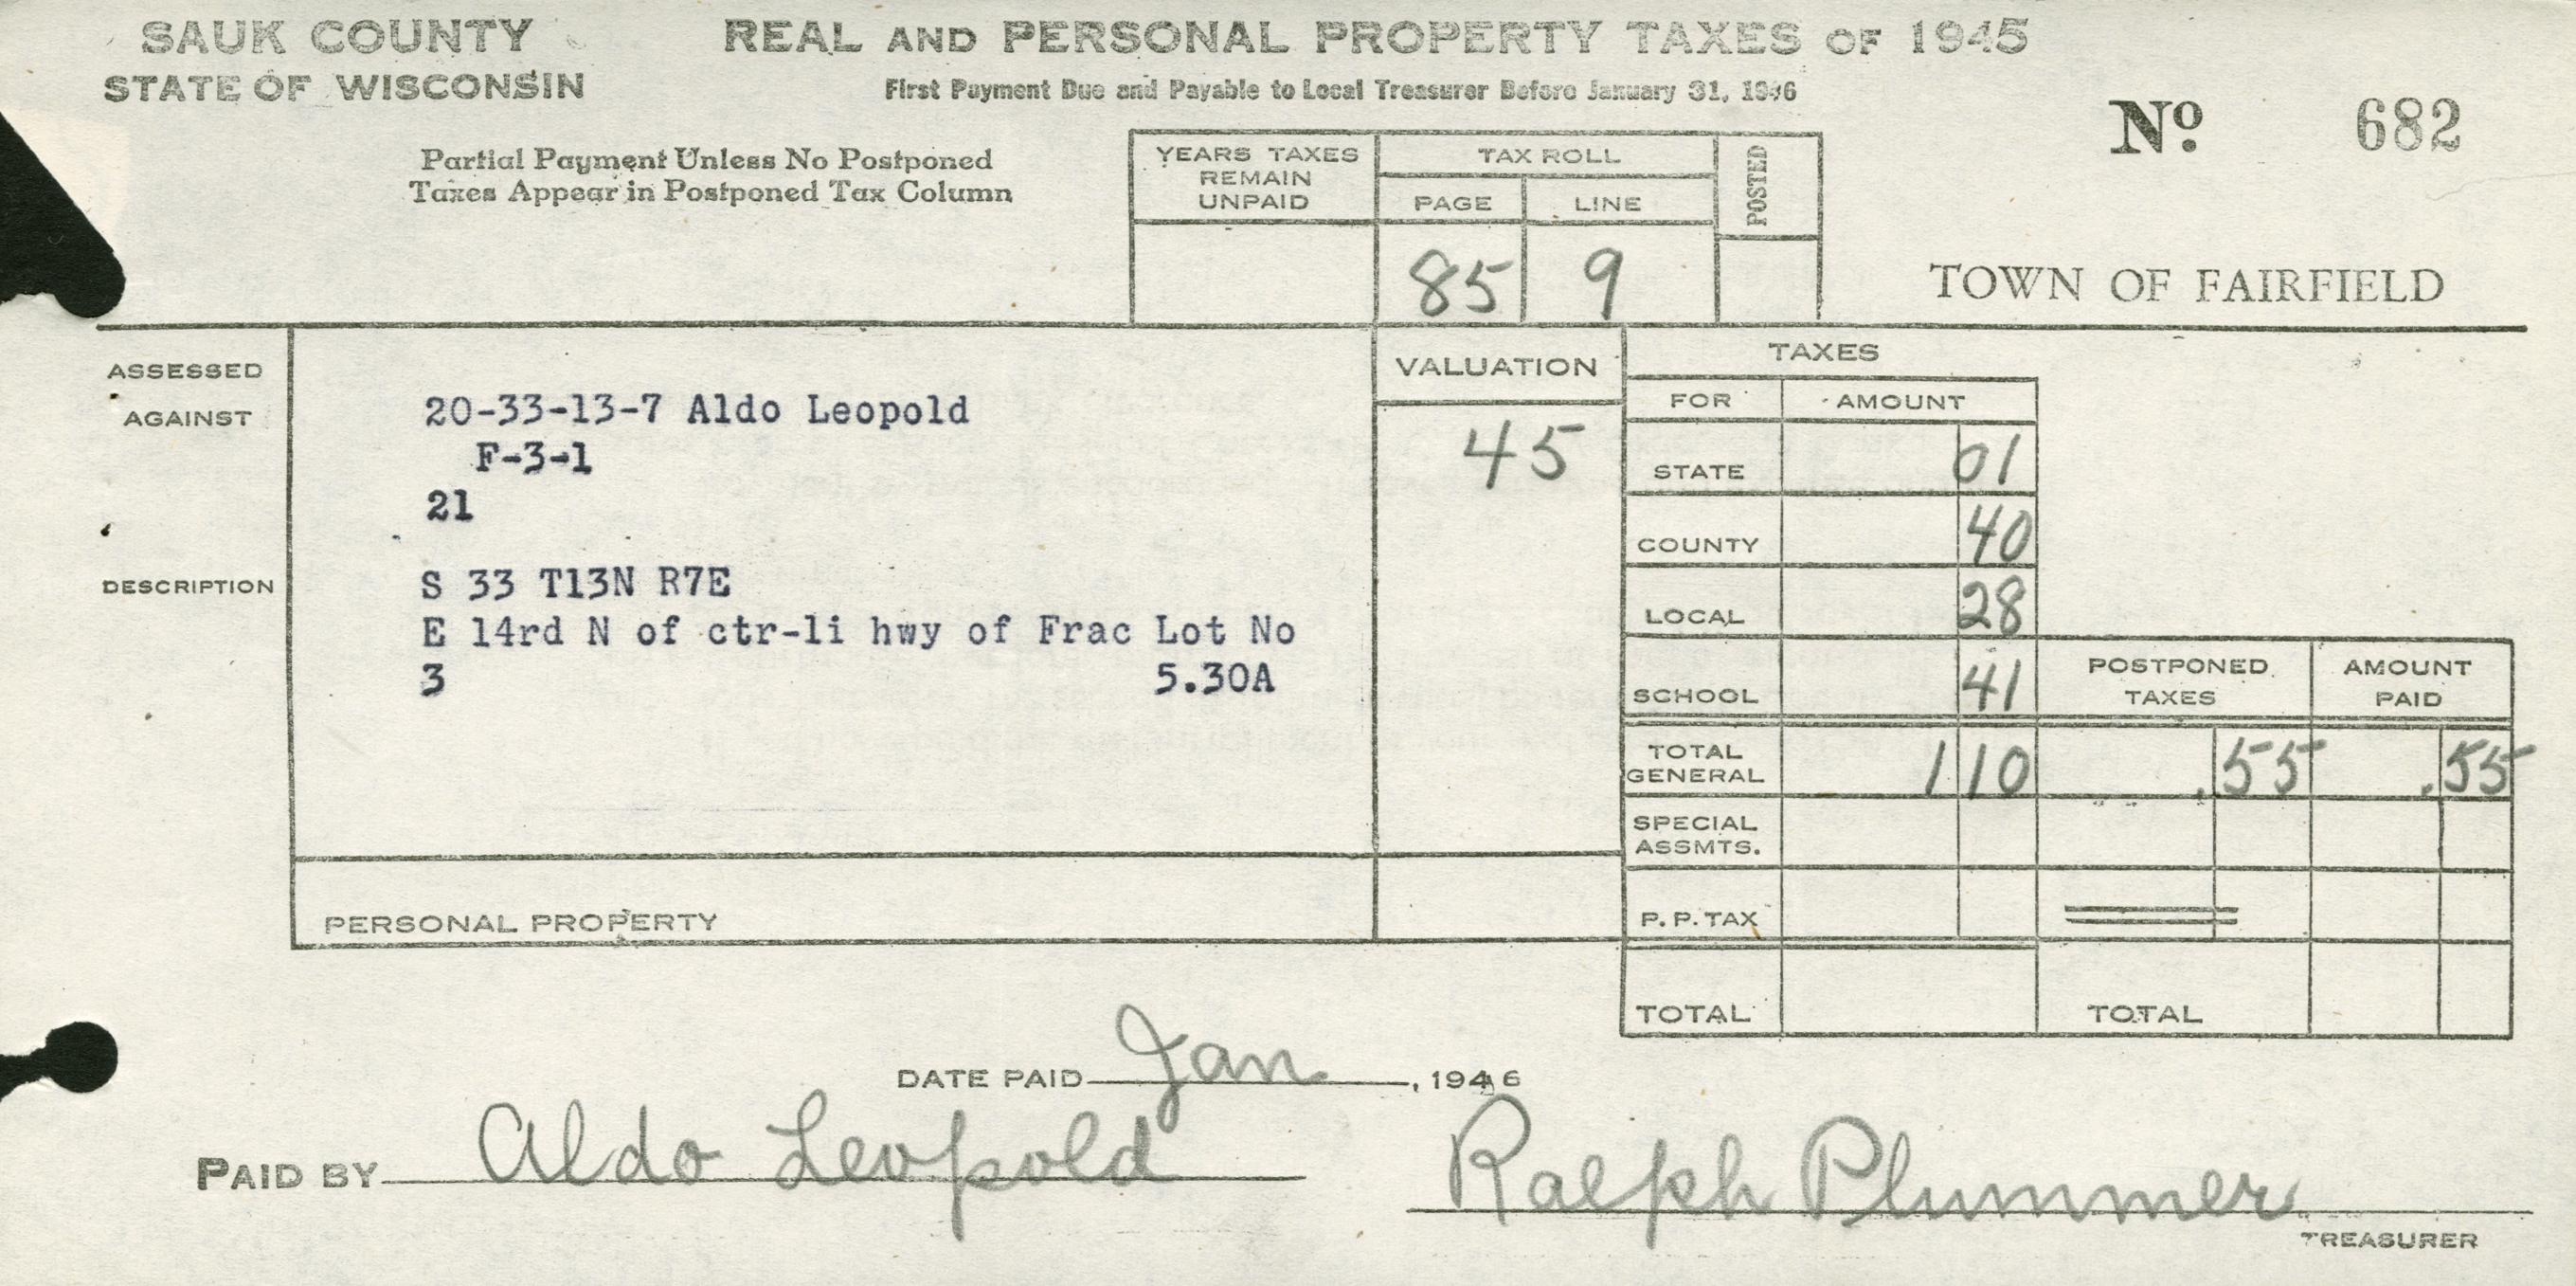 SAUK COUNTY
STATE OF WISCONSIN
REAL AND PERSONAL PROPERTY TAXES OF 1945
First Payment Due and Payable to Local Treasurer Before January 31, 1946
Partial Payment Unless No Postponed
Taxes Appear in Postponed Tax Column
YEARS TAXES
REMAIN
UNPAID
TAX ROLL
PAGE
LINE
POSTED
85
9
No. 682
TOWN OF FAIRFIELD
ASSESSED
AGAINST
20-33-13-7 Aldo Leopold
F-3-1
21
DESCRIPTION
S 33 T13N R7E
E 14rd N of ctr-li hwy of Frac Lot No
3 5.30A
PERSONAL PROPERTY
VALUATION
45
TAXES
FOR AMOUNT
STATE 01
COUNTY 40
LOCAL 28
SCHOOL 41
POSTPONED
TAXES
AMOUNT
PAID
TOTAL
GENERAL
1 10 .55 .55
SPECIAL
ASSMTS.
P. P. TAX
TOTAL TOTAL
DATE PAID Jan , 1946
PAID BY Aldo Leopold
Ralph Plummer
TREASURER